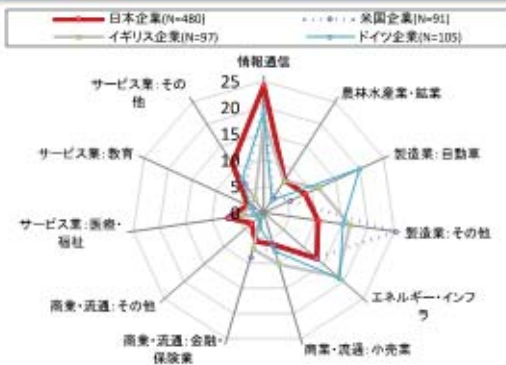 日本企業(N=480)
米国企業(N=91)
イギリス企業(N=97)
ドイツ企業(N=105)
情報通信
25
20
15
10
5
0
農林水産業・鉱業
製造業：自動車
製造業：その他
エネルギー・インフ
ラ
商業・流通：小売業
商業・流通：金融・
保険業
商業・流通：その他
サービス業：医療・
福祉
サービス業：教育
サービス業：その
他